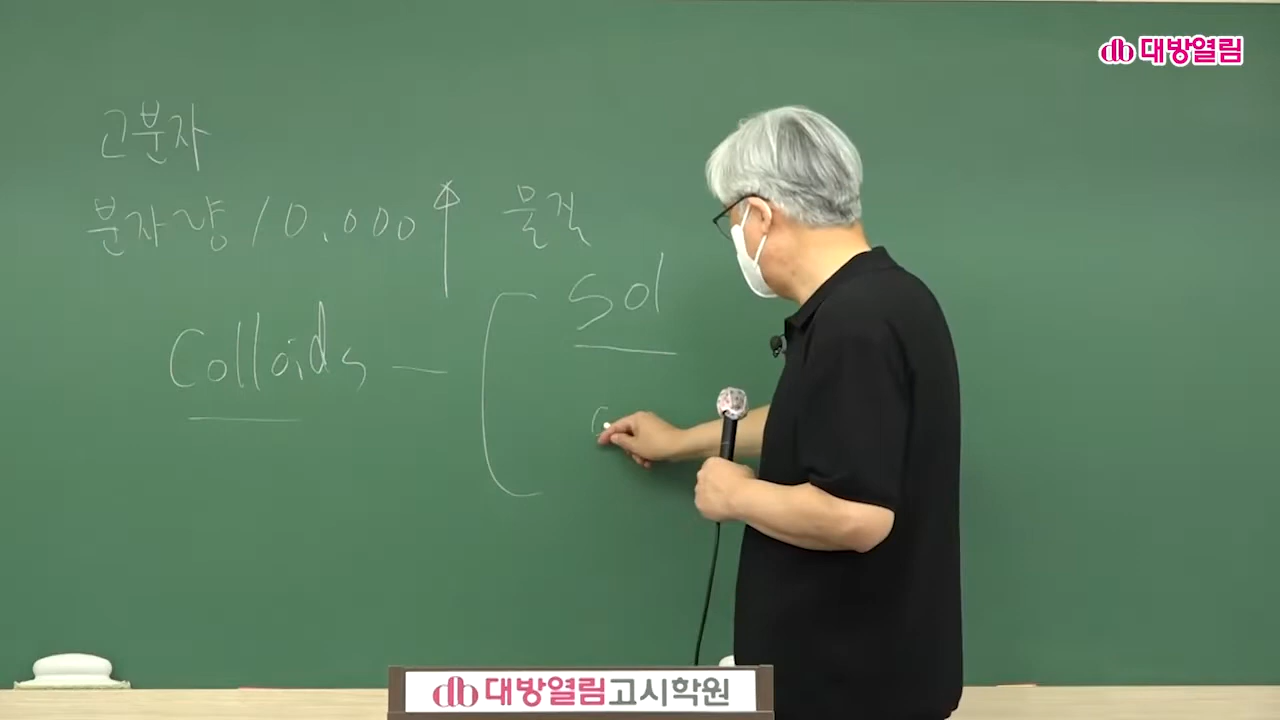 대방열림
고분자
분자량 10.000 ↑ 물질
Colloids — Sol
대방열림고시학원